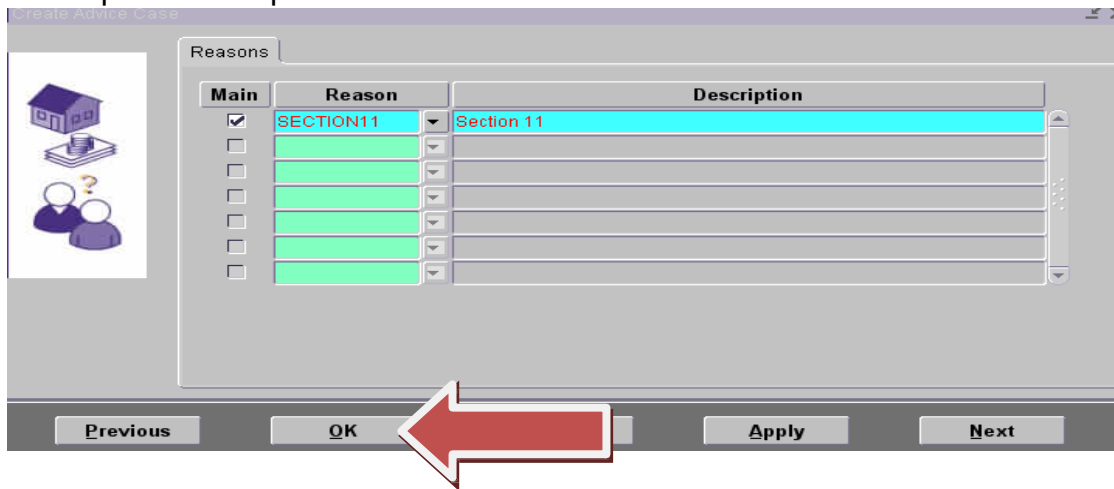 Create Advice Case
Reasons
Main Reason Description
SECTION11 Section 11
Previous OK Apply Next